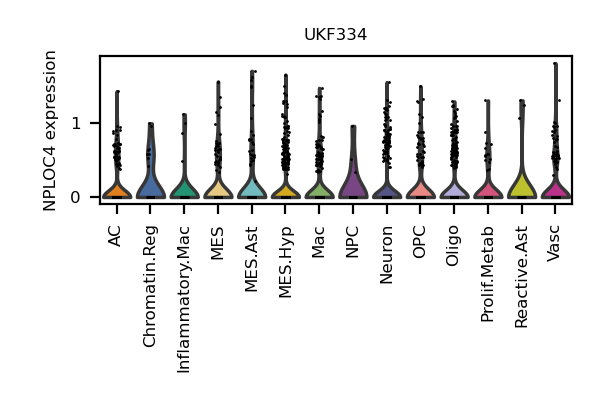 UKF334
NPLOC4 expression
1
0
AC
Chromatin.Reg
Inflammatory.Mac
MES
MES.Ast
MES.Hyp
Mac
NPC
Neuron
OPC
Oligo
Prolif.Metab
Reactive.Ast
Vasc